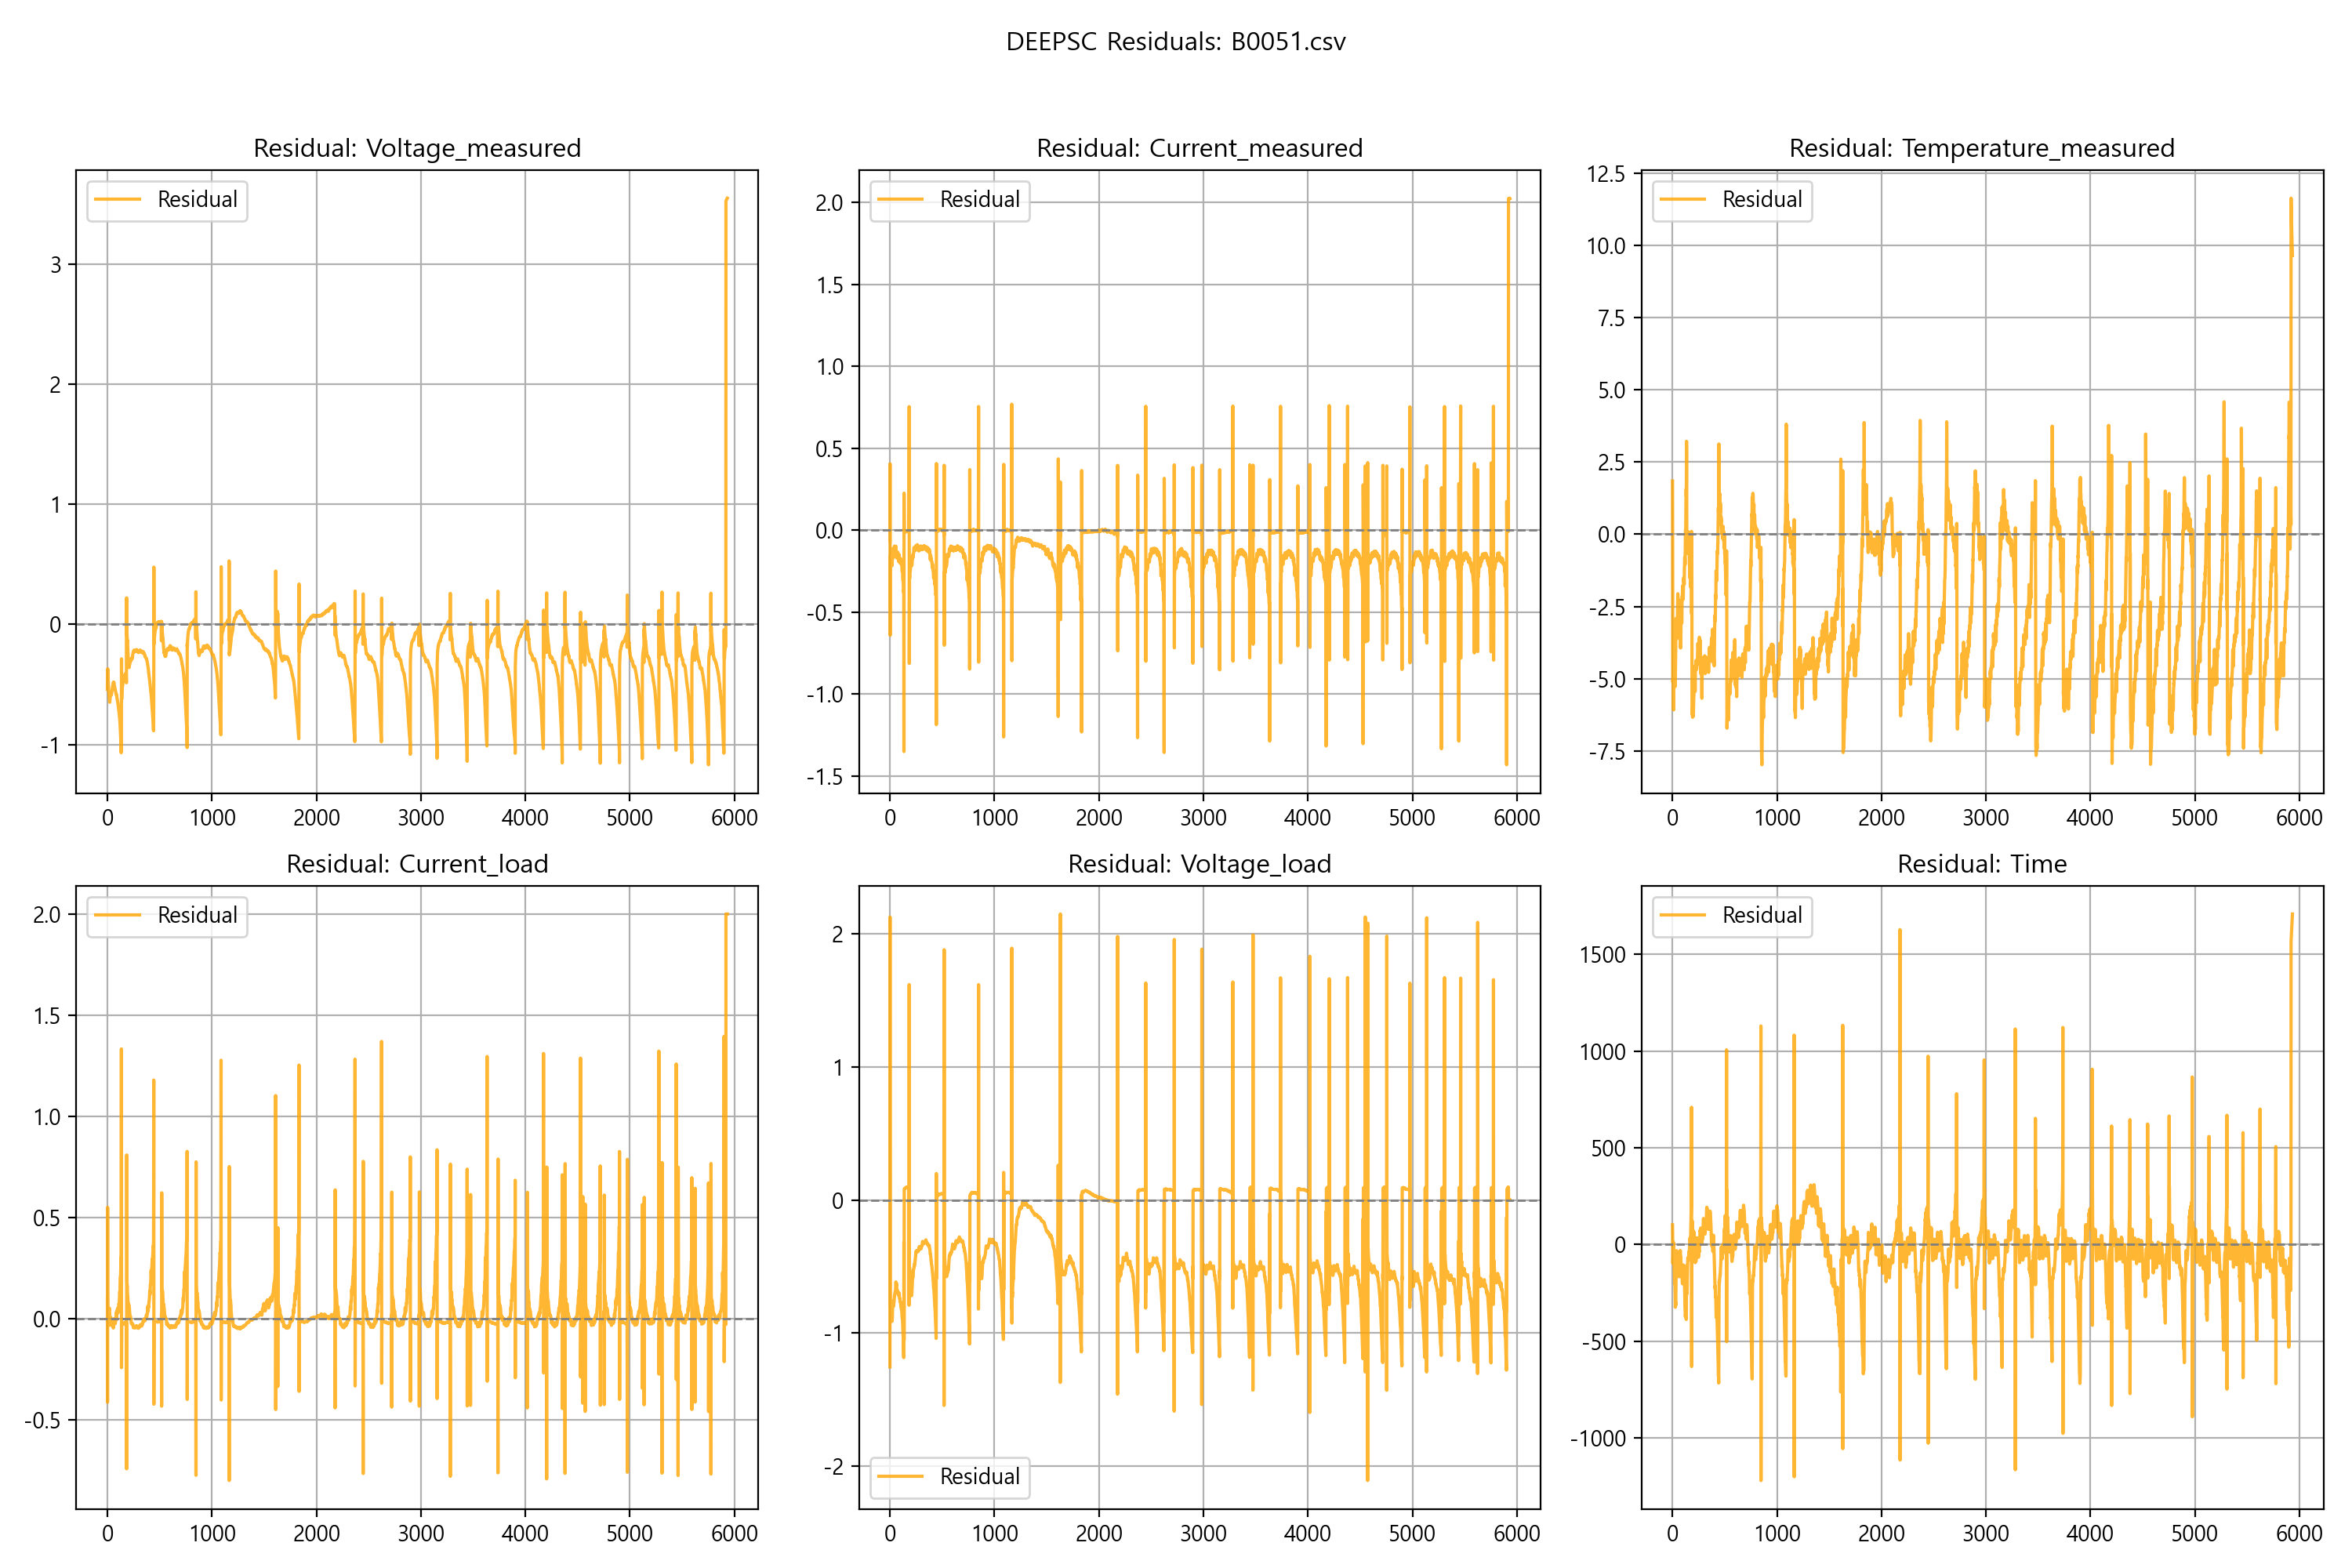 DEEPSC Residuals: B0051.csv
Residual: Voltage_measured
Residual
3
2
1
0
-1
0 1000 2000 3000 4000 5000 6000
Residual: Current_measured
Residual
2.0
1.5
1.0
0.5
0.0
-0.5
-1.0
-1.5
0 1000 2000 3000 4000 5000 6000
Residual: Temperature_measured
Residual
12.5
10.0
7.5
5.0
2.5
0.0
-2.5
-5.0
-7.5
0 1000 2000 3000 4000 5000 6000
Residual: Current_load
Residual
2.0
1.5
1.0
0.5
0.0
-0.5
0 1000 2000 3000 4000 5000 6000
Residual: Voltage_load
2
1
0
-1
-2
Residual
0 1000 2000 3000 4000 5000 6000
Residual: Time
Residual
1500
1000
500
0
-500
-1000
0 1000 2000 3000 4000 5000 6000